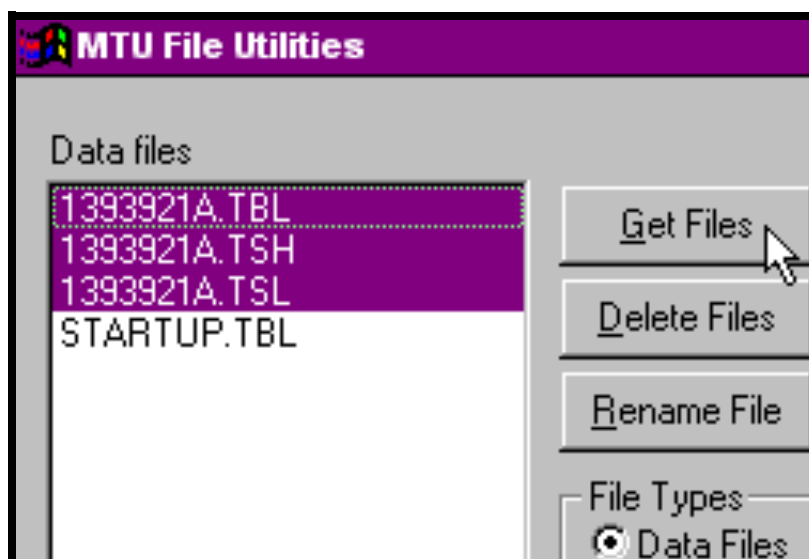 MTU File Utilities
Data files
1393921A.TBL
1393921A.TSH
1393921A.TSL
STARTUP.TBL
Get Files
Delete Files
Rename File
File Types
Data Files